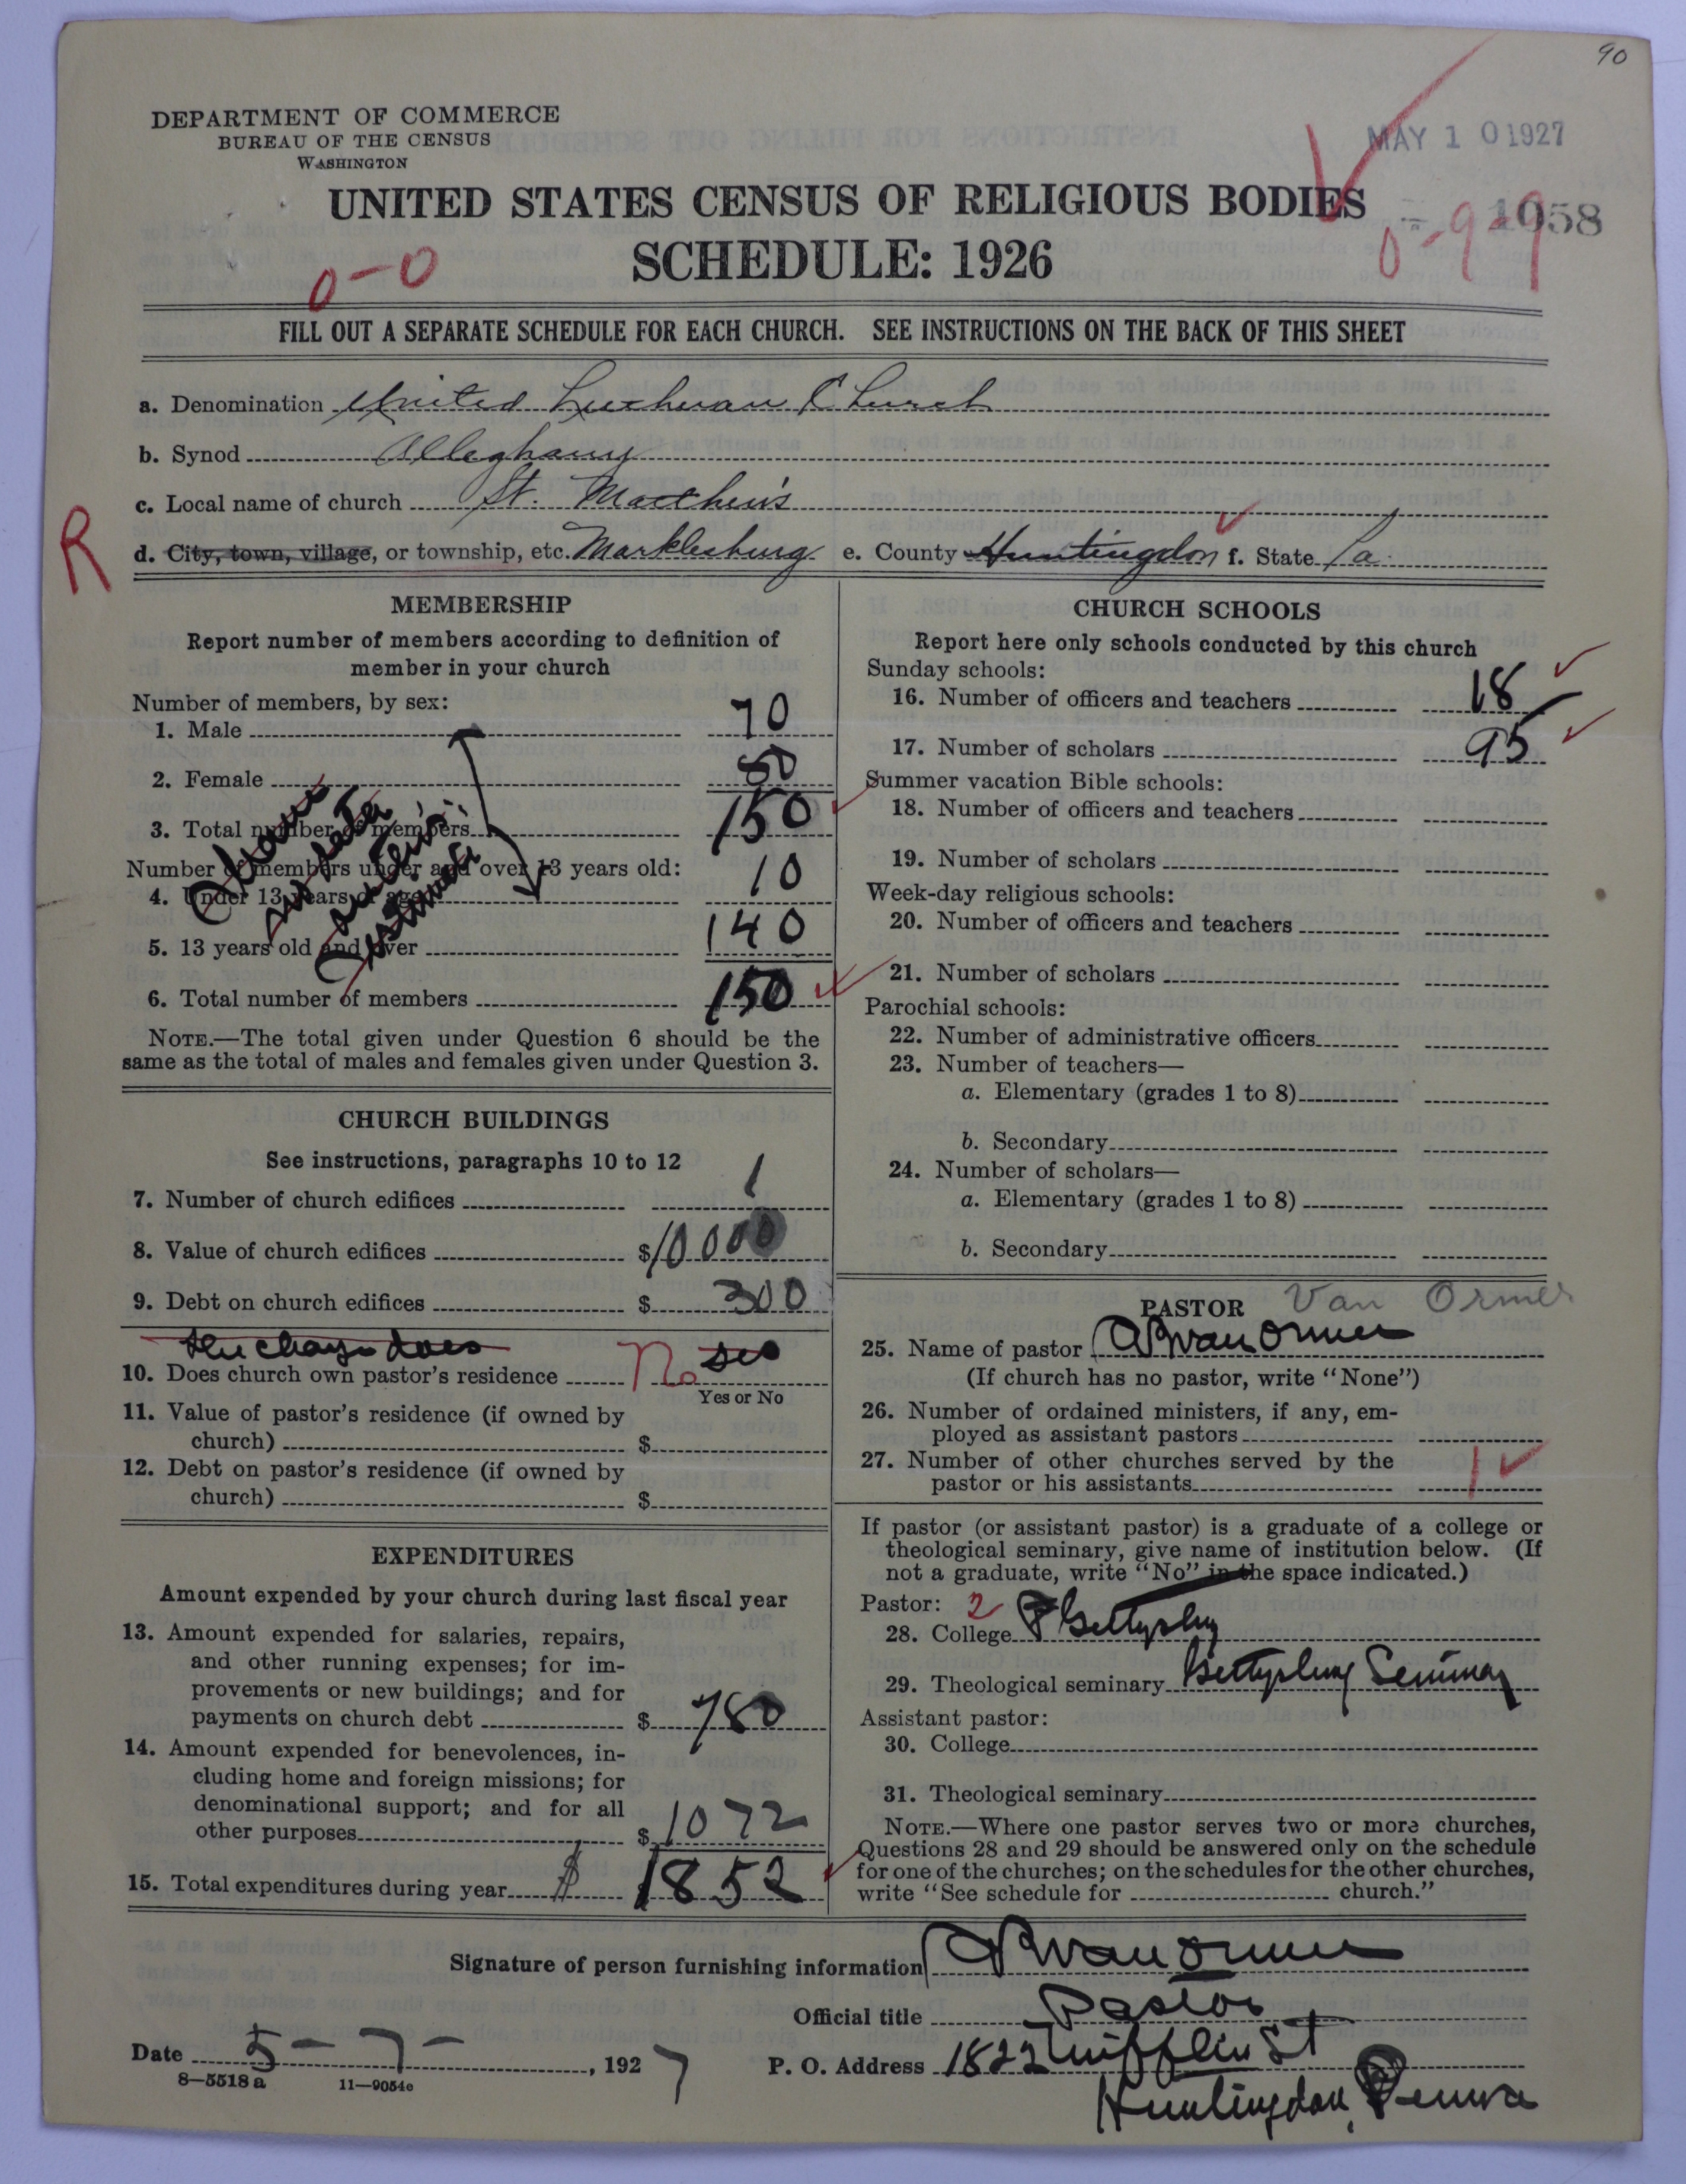 90
DEPARTMENT OF COMMERCE
BUREAU OF THE CENSUS
WASHINGTON
MAY 10 1927
UNITED STATES CENSUS OF RELIGIOUS BODIES
1058
0-9-9
SCHEDULE: 1926
0-0
FILL OUT A SEPARATE SCHEDULE FOR EACH CHURCH. SEE INSTRUCTIONS ON THE BACK OF THIS SHEET
a. Denomination United Lutheran Church
b. Synod Alleghany
c. Local name of church St. Matthew's
R
d. City, town, village, or township, etc. Marklesburg e. County Huntingdon f. State Pa.
MEMBERSHIP
Report number of members according to definition of
member in your church
Number of members, by sex:
1. Male 70
2. Female 80
3. Total number of members 150
Number of members under and over 13 years old:
4. Under 13 years of age 10
5. 13 years old and over 140
6. Total number of members 150
I have
no data
estimate
NOTE.—The total given under Question 6 should be the
same as the total of males and females given under Question 3.
CHURCH BUILDINGS
See instructions, paragraphs 10 to 12
7. Number of church edifices 1
8. Value of church edifices $10000
9. Debt on church edifices $300
the charge does
10. Does church own pastor's residence No
Yes or No
11. Value of pastor's residence (if owned by
church) $
12. Debt on pastor's residence (if owned by
church) $
EXPENDITURES
Amount expended by your church during last fiscal year
13. Amount expended for salaries, repairs,
and other running expenses; for im-
provements or new buildings; and for
payments on church debt $780
14. Amount expended for benevolences, in-
cluding home and foreign missions; for
denominational support; and for all
other purposes $1072
15. Total expenditures during year $1852
CHURCH SCHOOLS
Report here only schools conducted by this church
Sunday schools:
16. Number of officers and teachers 18
17. Number of scholars 95
Summer vacation Bible schools:
18. Number of officers and teachers
19. Number of scholars
Week-day religious schools:
20. Number of officers and teachers
21. Number of scholars
Parochial schools:
22. Number of administrative officers
23. Number of teachers—
a. Elementary (grades 1 to 8)
b. Secondary
24. Number of scholars—
a. Elementary (grades 1 to 8)
b. Secondary
PASTOR Van Ormer
25. Name of pastor A B Van Ormer
(If church has no pastor, write "None")
26. Number of ordained ministers, if any, em-
ployed as assistant pastors
27. Number of other churches served by the
pastor or his assistants 1
If pastor (or assistant pastor) is a graduate of a college or
theological seminary, give name of institution below. (If
not a graduate, write "No" in the space indicated.)
Pastor: 2
28. College Gettysburg
29. Theological seminary Gettysburg Seminary
Assistant pastor:
30. College
31. Theological seminary
NOTE.—Where one pastor serves two or more churches,
Questions 28 and 29 should be answered only on the schedule
for one of the churches; on the schedules for the other churches,
write "See schedule for church."
Signature of person furnishing information A B Van Ormer
Official title Pastor
Date 5-7-, 1927
P. O. Address 1822 Mifflin St
Huntingdon, Penna
8—5518 a 11—9054c